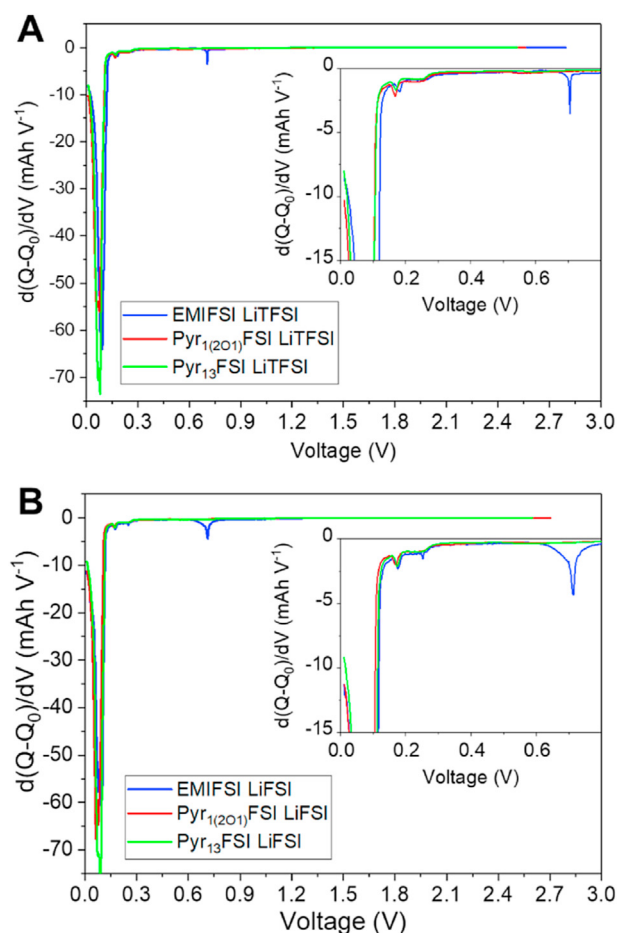 A
d(Q-Q₀)/dV (mAh V⁻¹)
0
-10
-20
-30
-40
-50
-60
-70
0.0 0.3 0.6 0.9 1.2 1.5 1.8 2.1 2.4 2.7 3.0
Voltage (V)
EMIFSI LiTFSI
Pyr₁₍₂O₁₎FSI LiTFSI
Pyr₁₃FSI LiTFSI
d(Q-Q₀)/dV (mAh V⁻¹)
0
-5
-10
-15
0.0 0.2 0.4 0.6
Voltage (V)
B
d(Q-Q₀)/dV (mAh V⁻¹)
0
-10
-20
-30
-40
-50
-60
-70
0.0 0.3 0.6 0.9 1.2 1.5 1.8 2.1 2.4 2.7 3.0
Voltage (V)
EMIFSI LiFSI
Pyr₁₍₂O₁₎FSI LiFSI
Pyr₁₃FSI LiFSI
d(Q-Q₀)/dV (mAh V⁻¹)
0
-5
-10
-15
0.0 0.2 0.4 0.6
Voltage (V)